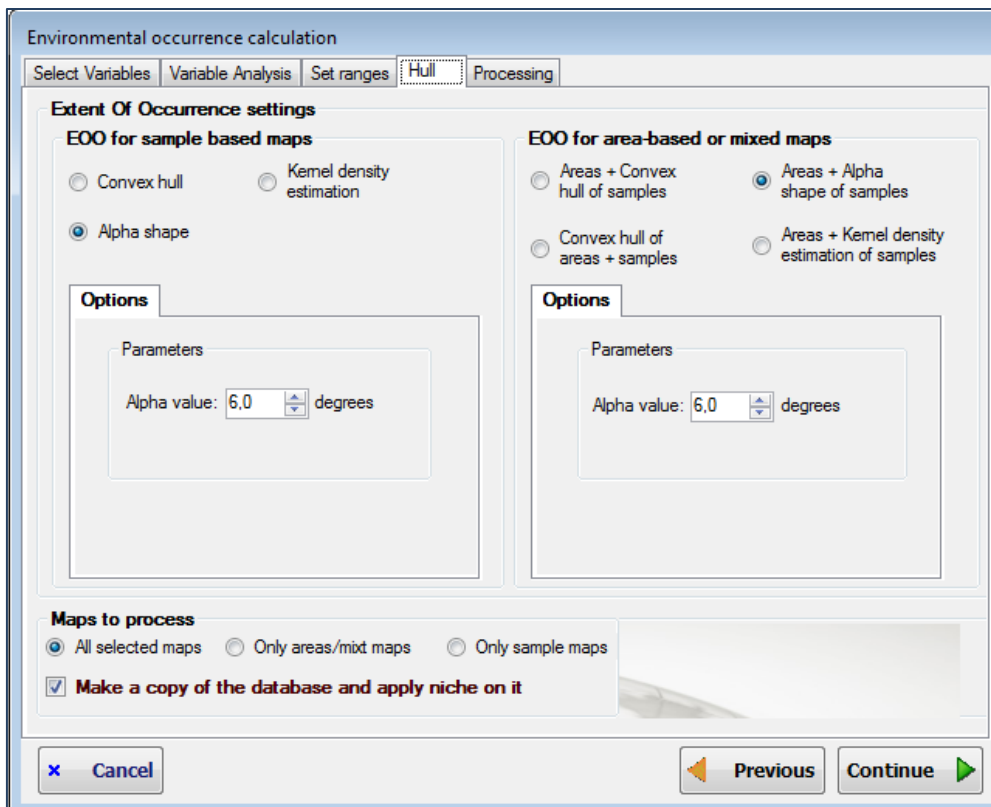 Environmental occurrence calculation
Select Variables Variable Analysis Set ranges Hull Processing
Extent Of Occurrence settings
EOO for sample based maps
Convex hull
Kernel density
estimation
Alpha shape
Options
Parameters
Alpha value: 6,0 degrees
EOO for area-based or mixed maps
Areas + Convex
hull of samples
Areas + Alpha
shape of samples
Convex hull of
areas + samples
Areas + Kernel density
estimation of samples
Options
Parameters
Alpha value: 6,0 degrees
Maps to process
All selected maps Only areas/mixt maps Only sample maps
Make a copy of the database and apply niche on it
Cancel Previous Continue